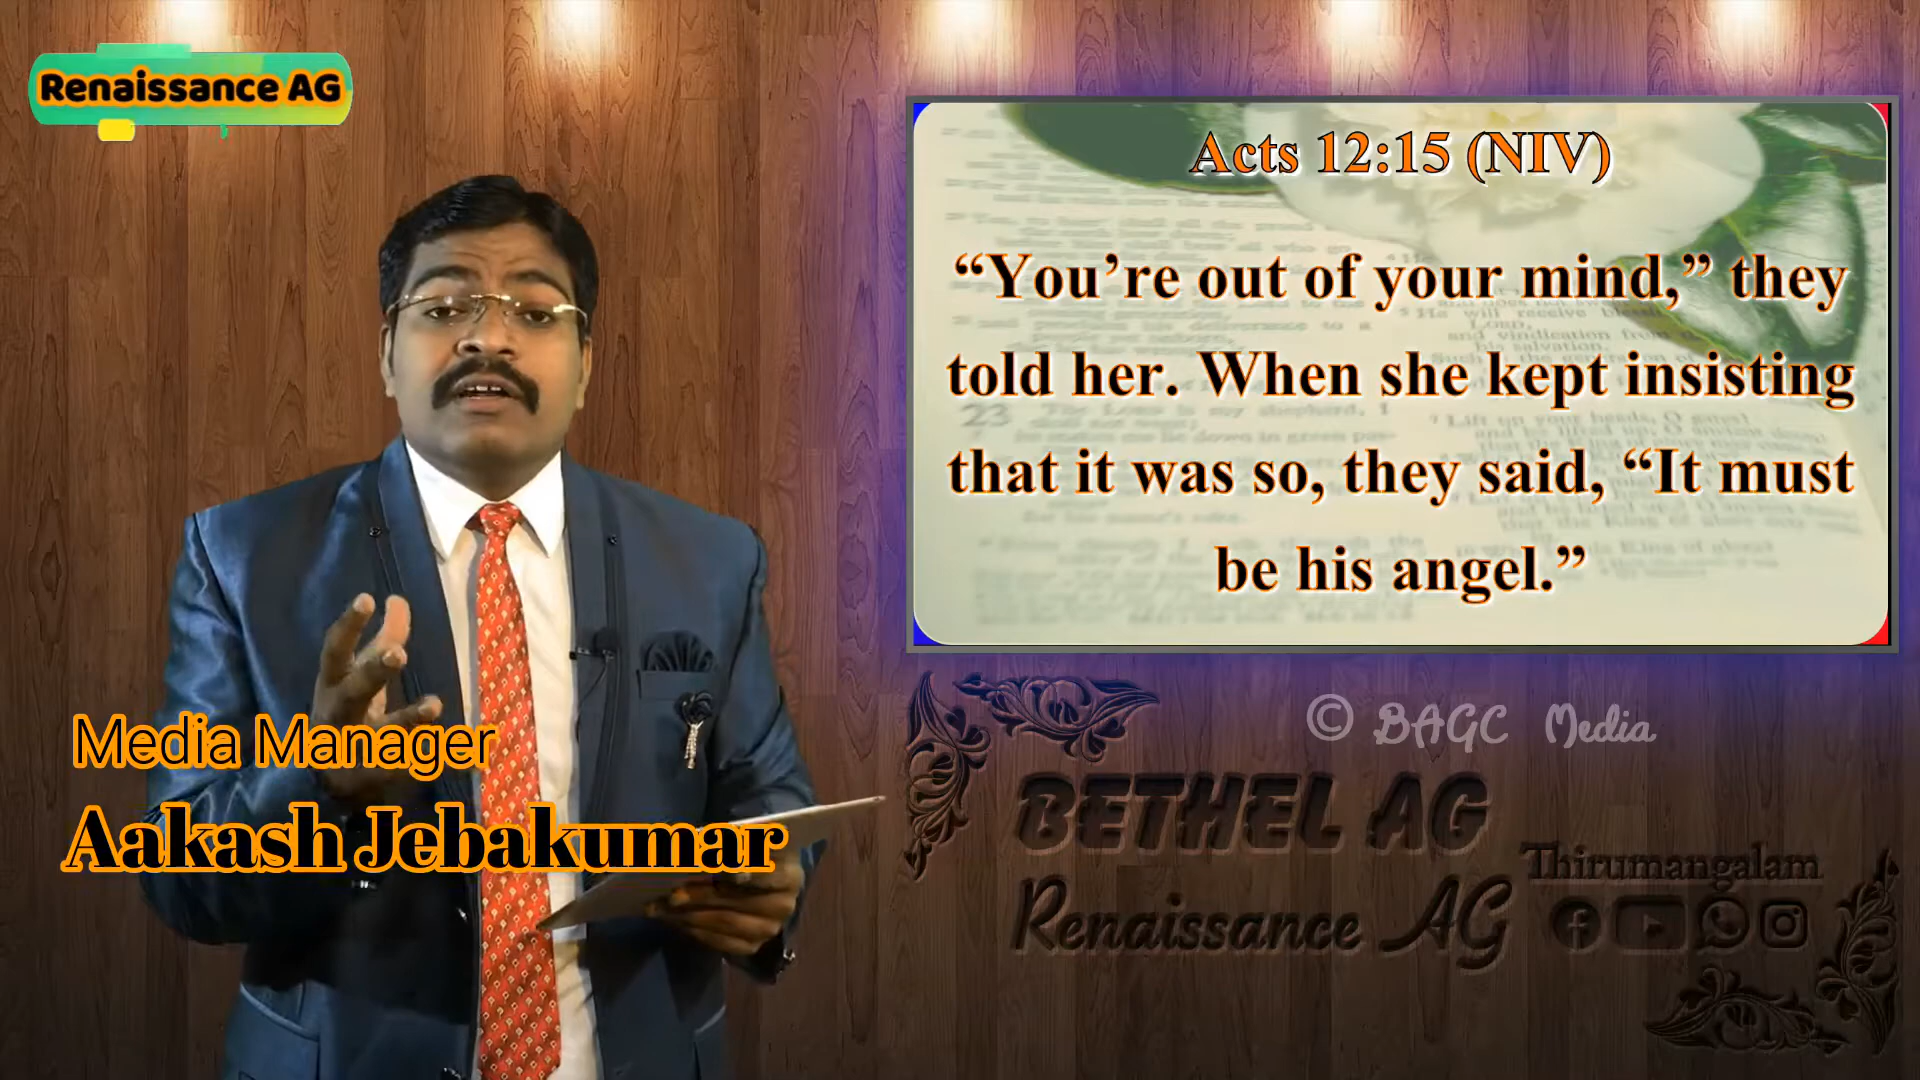 Renaissance AG
Acts 12:15 (NIV)
“You’re out of your mind,” they
told her. When she kept insisting
that it was so, they said, “It must
be his angel.”
Media Manager
Aakash Jebakumar
© BAGC Media
BETHEL AG
Thirumangalam
Renaissance AG